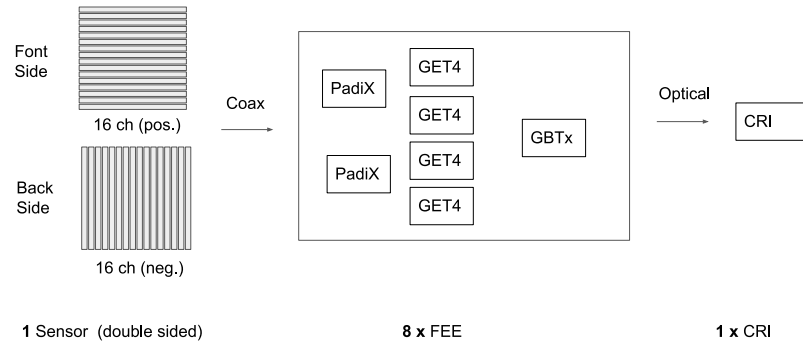 Font
Side
16 ch (pos.)
Back
Side
16 ch (neg.)
Coax
PadiX
PadiX
GET4
GET4
GET4
GET4
GBTx
Optical
CRI
1 Sensor (double sided)
8 x FEE
1 x CRI